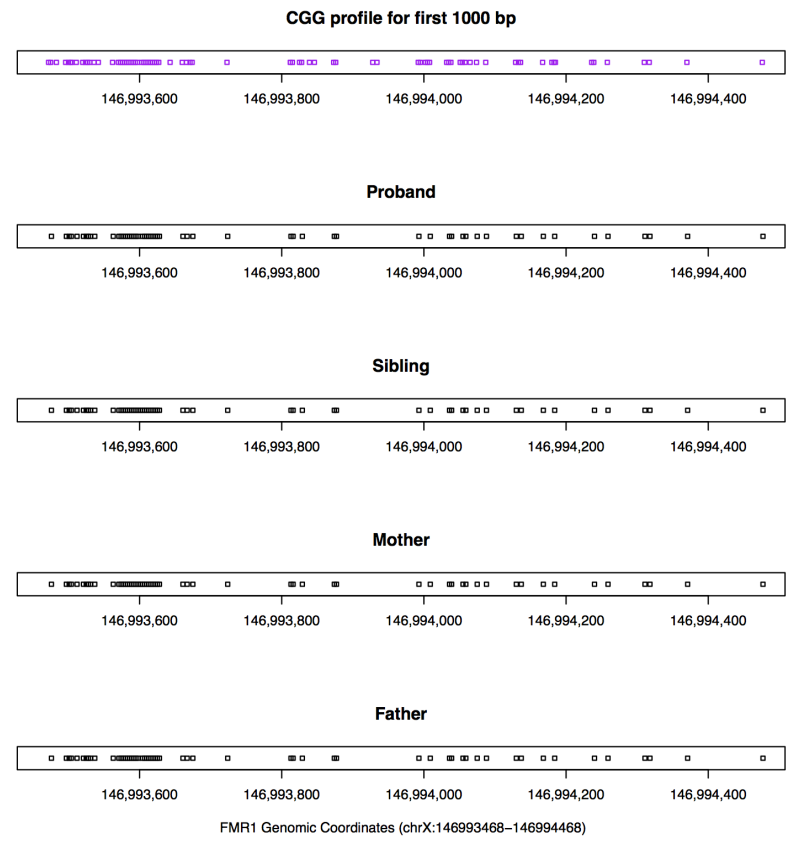 CGG profile for first 1000 bp
146,993,600 146,993,800 146,994,000 146,994,200 146,994,400
Proband
146,993,600 146,993,800 146,994,000 146,994,200 146,994,400
Sibling
146,993,600 146,993,800 146,994,000 146,994,200 146,994,400
Mother
146,993,600 146,993,800 146,994,000 146,994,200 146,994,400
Father
146,993,600 146,993,800 146,994,000 146,994,200 146,994,400
FMR1 Genomic Coordinates (chrX:146993468−146994468)